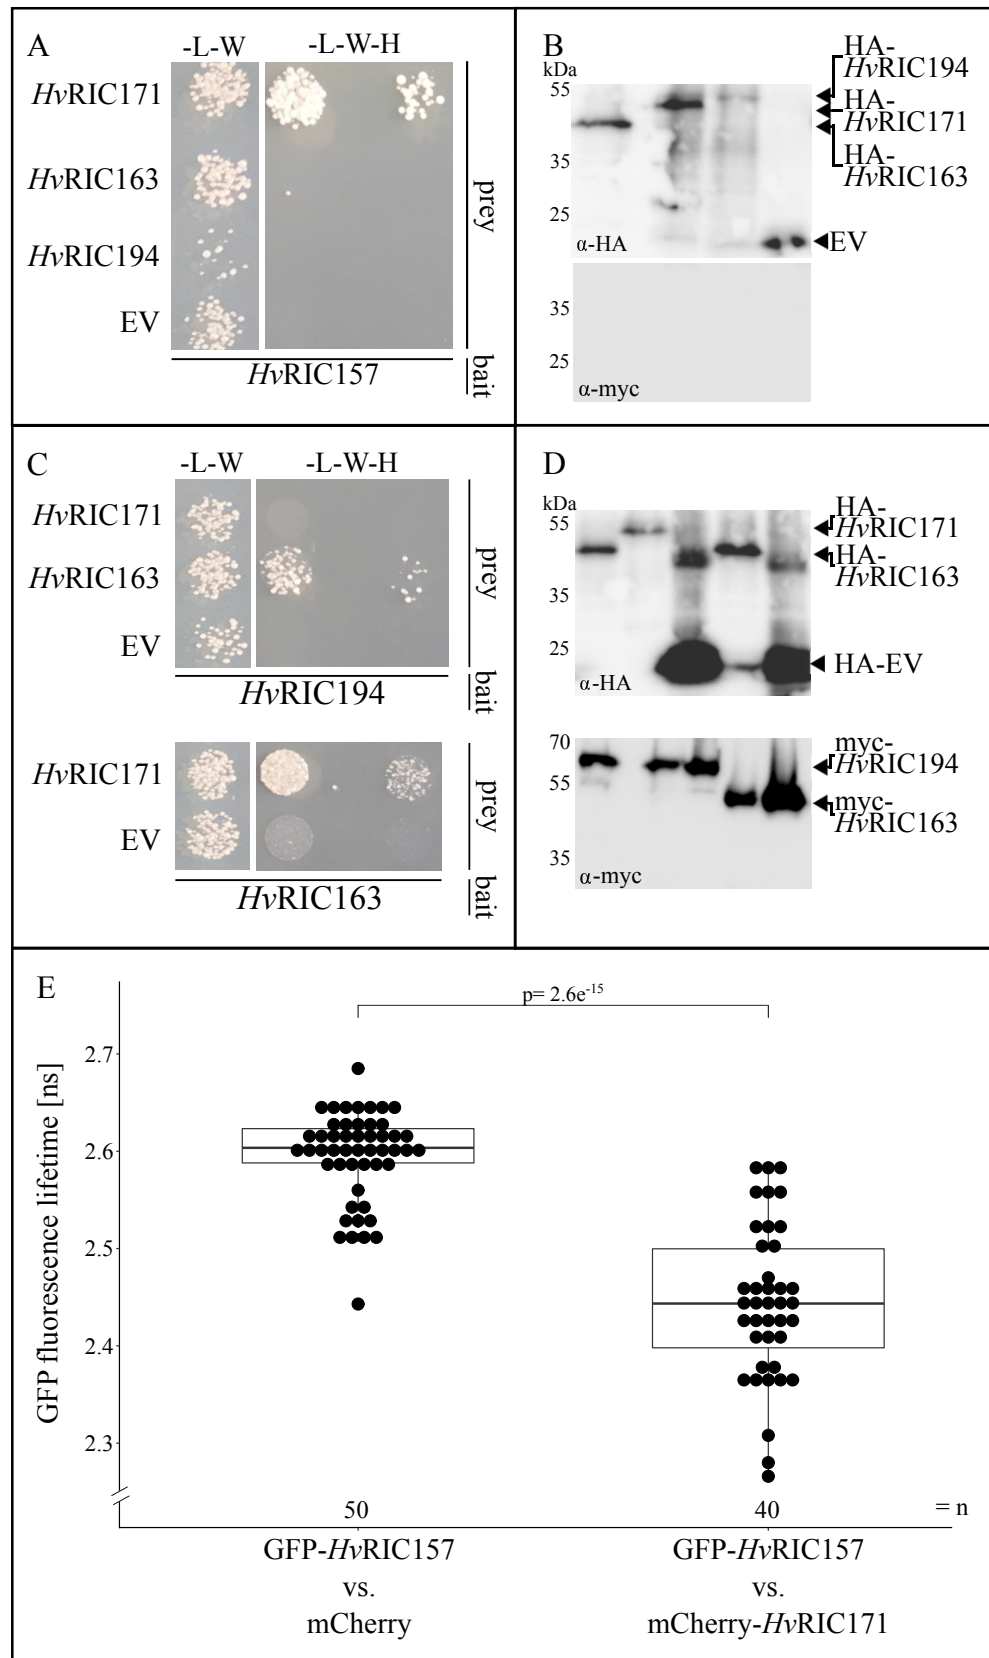 A
-L-W
-L-W-H
HvRIC171
HvRIC163
HvRIC194
EV
prey
bait
HvRIC157
B
kDa
55
35
25
α-HA
HA-
HvRIC194
HA-
HvRIC171
HA-
HvRIC163
EV
35
25
α-myc
C
-L-W
-L-W-H
HvRIC171
HvRIC163
EV
prey
bait
HvRIC194
HvRIC171
EV
prey
bait
HvRIC163
D
kDa
55
35
25
α-HA
HA-
HvRIC171
HA-
HvRIC163
HA-EV
70
55
35
α-myc
myc-
HvRIC194
myc-
HvRIC163
E
p= 2.6e-15
GFP fluorescence lifetime [ns]
2.7
2.6
2.5
2.4
2.3
50
40
= n
GFP-HvRIC157
vs.
mCherry
GFP-HvRIC157
vs.
mCherry-HvRIC171